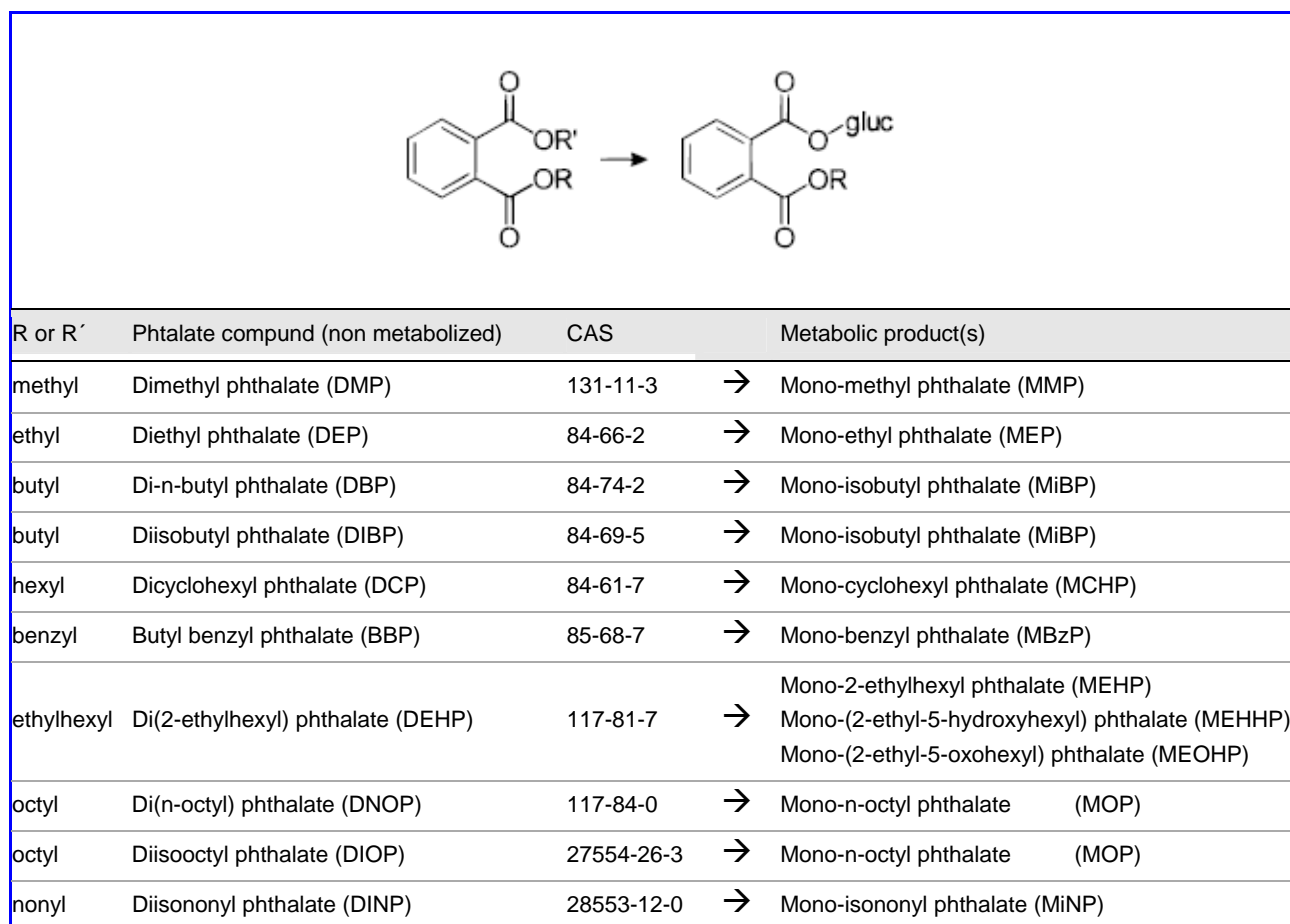 O
OR'
OR
O
O
O-gluc
OR
O
R or R´ Phtalate compund (non metabolized) CAS Metabolic product(s)
methyl Dimethyl phthalate (DMP) 131-11-3 → Mono-methyl phthalate (MMP)
ethyl Diethyl phthalate (DEP) 84-66-2 → Mono-ethyl phthalate (MEP)
butyl Di-n-butyl phthalate (DBP) 84-74-2 → Mono-isobutyl phthalate (MiBP)
butyl Diisobutyl phthalate (DIBP) 84-69-5 → Mono-isobutyl phthalate (MiBP)
hexyl Dicyclohexyl phthalate (DCP) 84-61-7 → Mono-cyclohexyl phthalate (MCHP)
benzyl Butyl benzyl phthalate (BBP) 85-68-7 → Mono-benzyl phthalate (MBzP)
Mono-2-ethylhexyl phthalate (MEHP)
ethylhexyl Di(2-ethylhexyl) phthalate (DEHP) 117-81-7 → Mono-(2-ethyl-5-hydroxyhexyl) phthalate (MEHHP)
Mono-(2-ethyl-5-oxohexyl) phthalate (MEOHP)
octyl Di(n-octyl) phthalate (DNOP) 117-84-0 → Mono-n-octyl phthalate (MOP)
octyl Diisooctyl phthalate (DIOP) 27554-26-3 → Mono-n-octyl phthalate (MOP)
nonyl Diisononyl phthalate (DINP) 28553-12-0 → Mono-isononyl phthalate (MiNP)